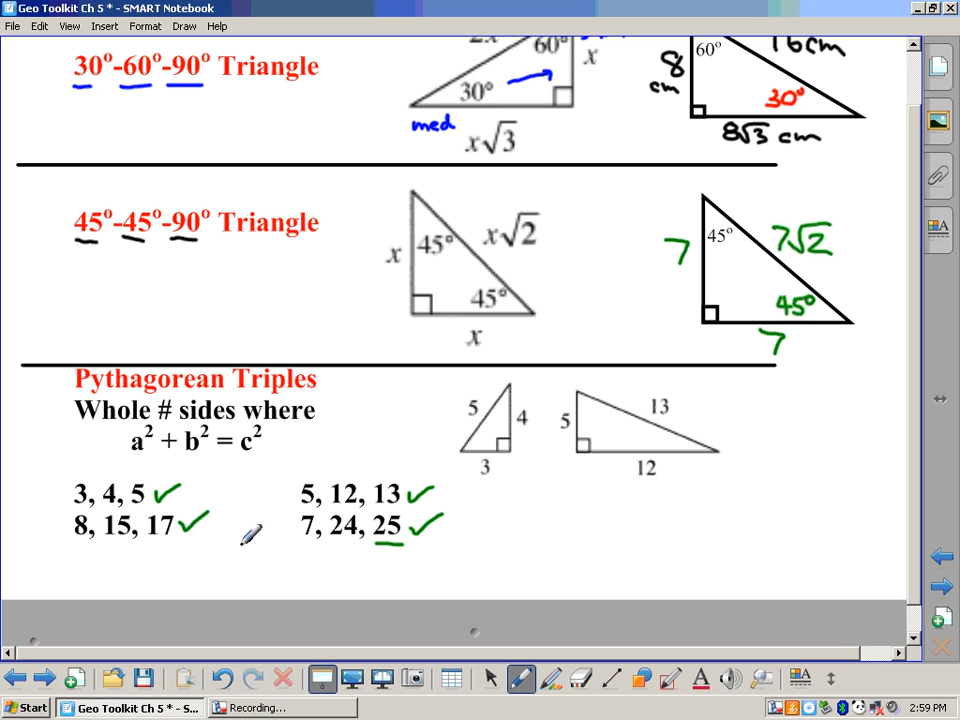 Geo Toolkit Ch 5 * - SMART Notebook
File Edit View Insert Format Draw Help
30°-60°-90° Triangle
2x
60°
x
30°
med
x√3
60°
16 cm
8
cm
30°
8√3 cm
45°-45°-90° Triangle
x
45°
x√2
45°
x
7
45°
7√2
45°
7
Pythagorean Triples
Whole # sides where
a² + b² = c²
5
4
3
5
13
12
3, 4, 5 ✓
5, 12, 13 ✓
8, 15, 17 ✓
7, 24, 25 ✓
Start
Geo Toolkit Ch 5 * - S...
Recording...
2:59 PM